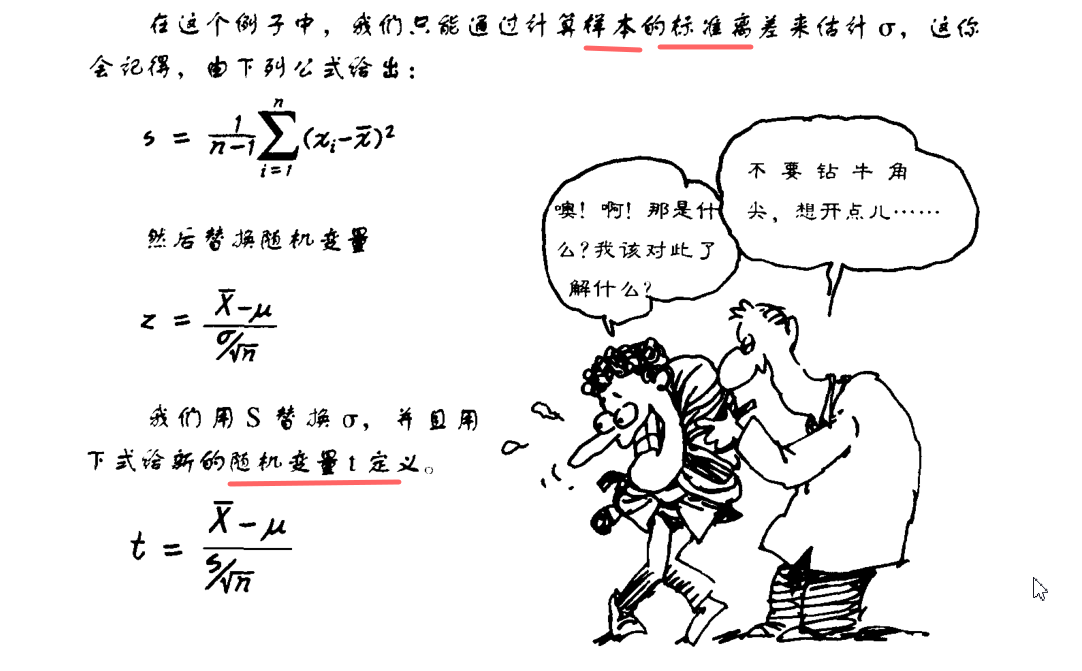 在这个例子中，我们只能通过计算样本的标准离差来估计σ，这你
会记得，由下列公式给出：
s = 1/(n-1) ∑_{i=1}^{n} (x_i - x̄)²
然后替换随机变量
z = (X̄-μ)/(σ/√n)
我们用 S 替换σ，并且用
下式给新的随机变量 t 定义。
t = (X̄-μ)/(s/√n)
噢！啊！那是什
么？我该对此了
解什么？
不要钻牛角
尖，想开点儿……